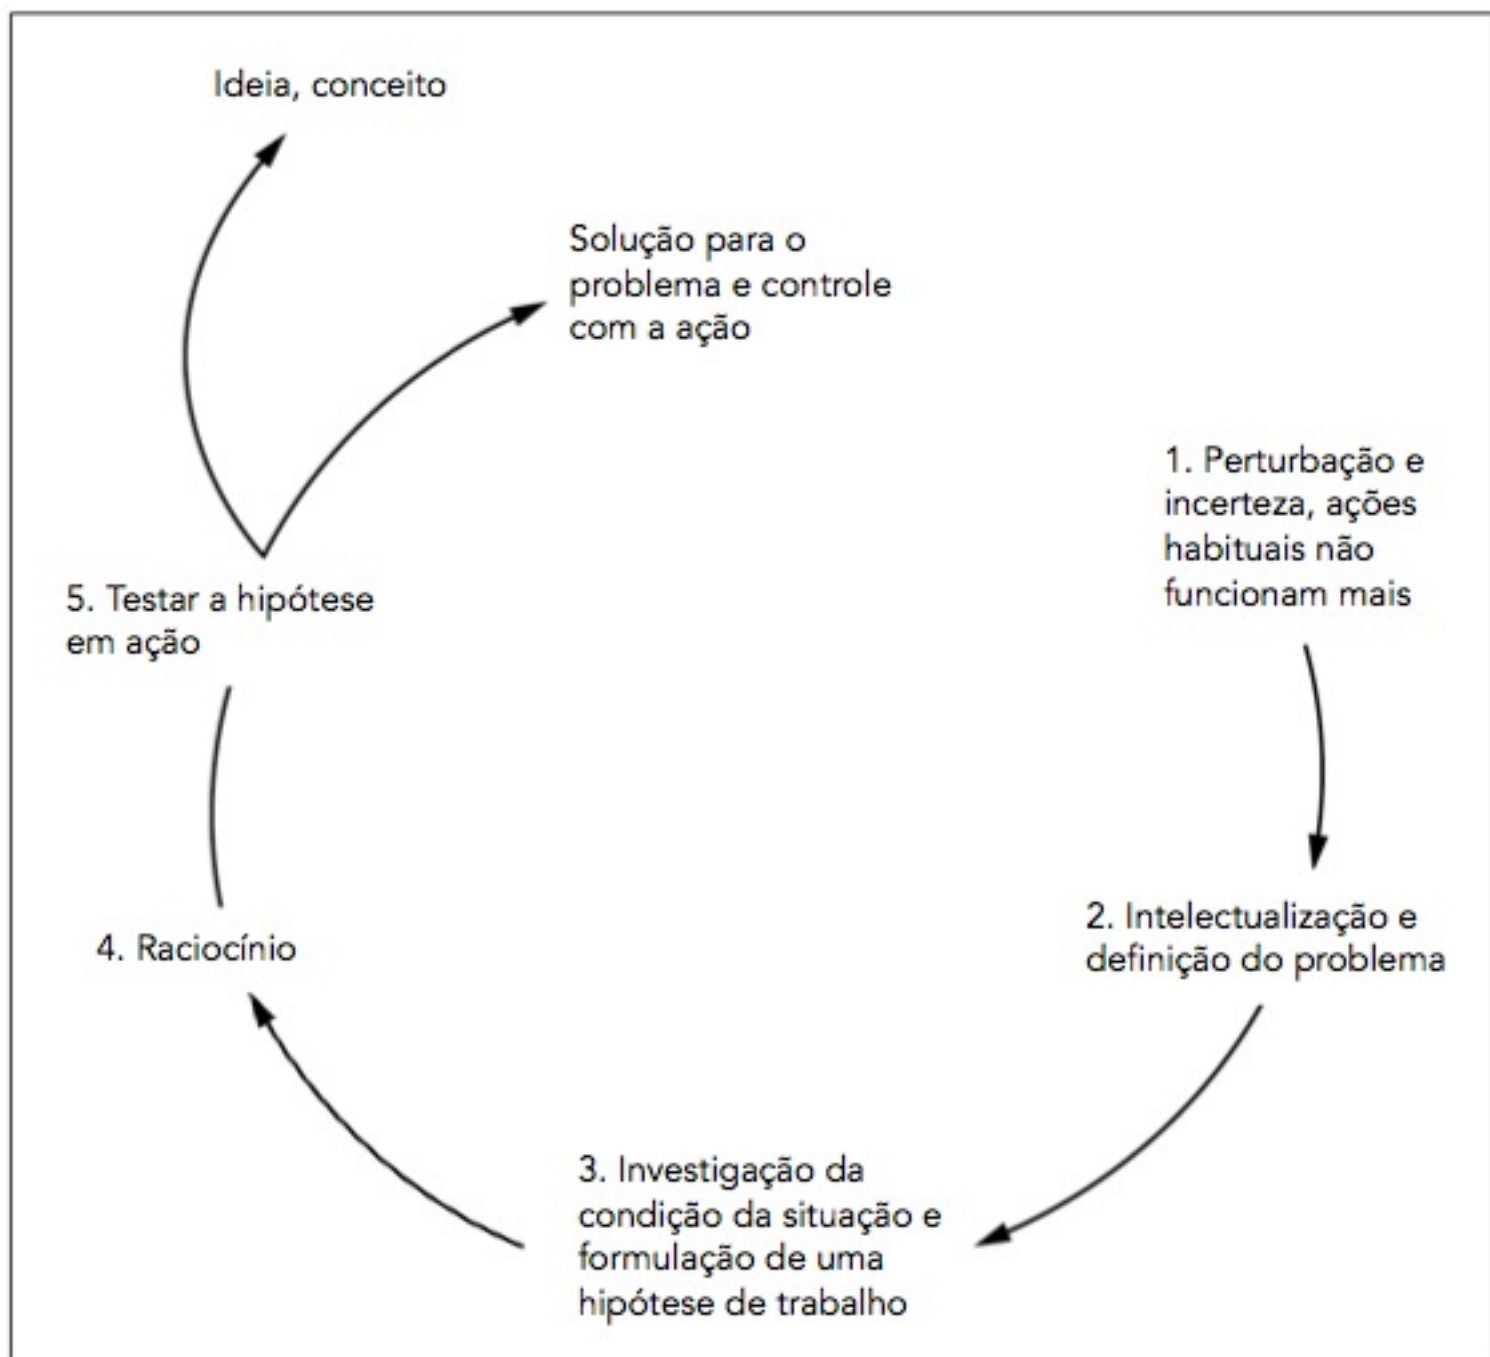 Ideia, conceito
Solução para o
problema e controle
com a ação
1. Perturbação e
incerteza, ações
habituais não
funcionam mais
2. Intelectualização e
definição do problema
3. Investigação da
condição da situação e
formulação de uma
hipótese de trabalho
4. Raciocínio
5. Testar a hipótese
em ação